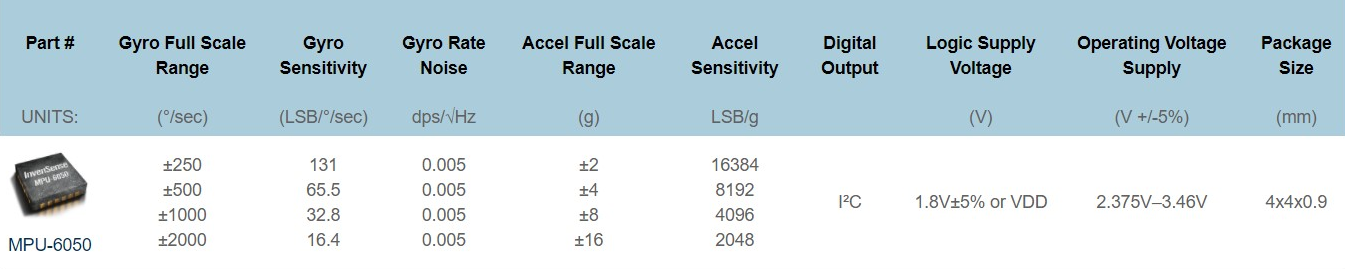 Part # Gyro Full Scale Gyro Gyro Rate Accel Full Scale Accel Digital Logic Supply Operating Voltage Package
Range Sensitivity Noise Range Sensitivity Output Voltage Supply Size
UNITS: (°/sec) (LSB/°/sec) dps/√Hz (g) LSB/g (V) (V +/-5%) (mm)
InvenSense
MPU-6050
±250 131 0.005 ±2 16384
±500 65.5 0.005 ±4 8192
I²C 1.8V±5% or VDD 2.375V–3.46V 4x4x0.9
±1000 32.8 0.005 ±8 4096
±2000 16.4 0.005 ±16 2048
MPU-6050